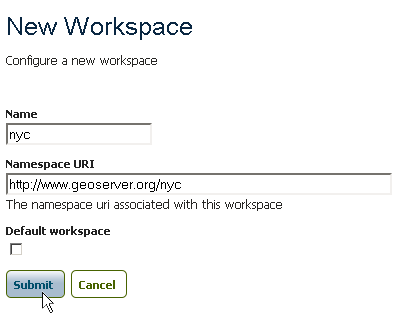 New Workspace
Configure a new workspace
Name
nyc
Namespace URI
http://www.geoserver.org/nyc
The namespace uri associated with this workspace
Default workspace
Submit Cancel